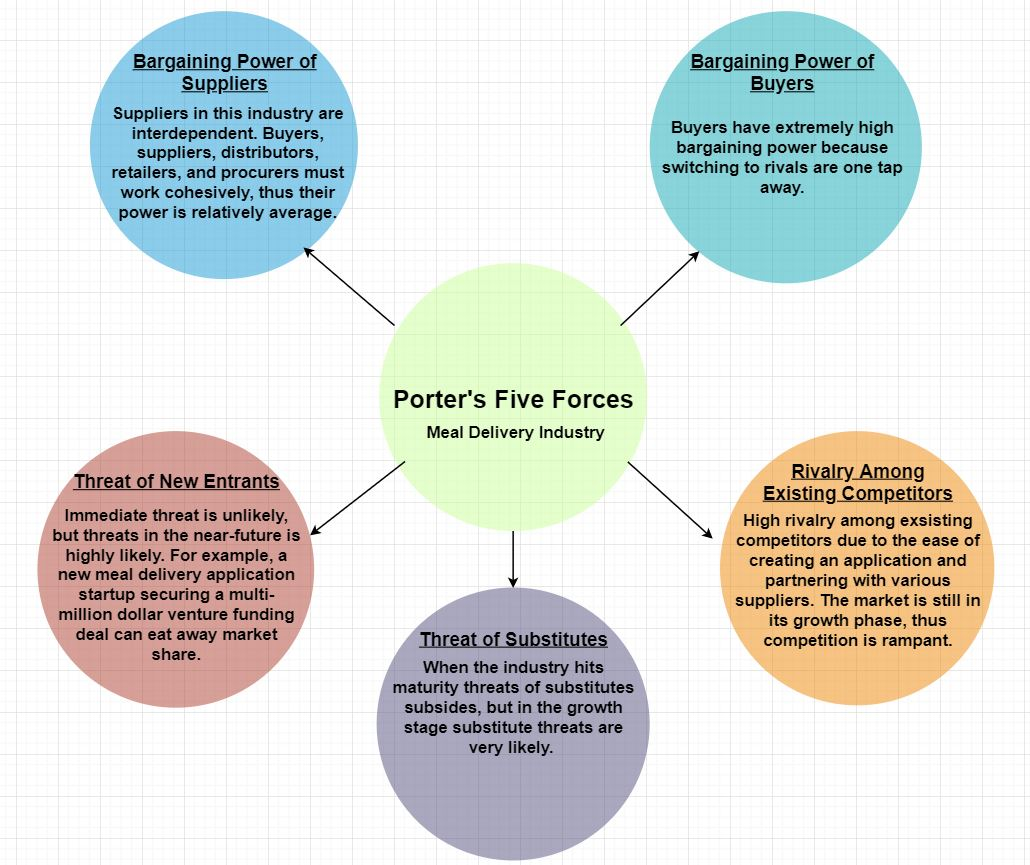 Bargaining Power of
Suppliers
Suppliers in this industry are
interdependent. Buyers,
suppliers, distributors,
retailers, and procurers must
work cohesively, thus their
power is relatively average.
Bargaining Power of
Buyers
Buyers have extremely high
bargaining power because
switching to rivals are one tap
away.
Porter's Five Forces
Meal Delivery Industry
Threat of New Entrants
Immediate threat is unlikely,
but threats in the near-future is
highly likely. For example, a
new meal delivery application
startup securing a multi-
million dollar venture funding
deal can eat away market
share.
Rivalry Among
Existing Competitors
High rivalry among exsisting
competitors due to the ease of
creating an application and
partnering with various
suppliers. The market is still in
its growth phase, thus
competition is rampant.
Threat of Substitutes
When the industry hits
maturity threats of substitutes
subsides, but in the growth
stage substitute threats are
very likely.